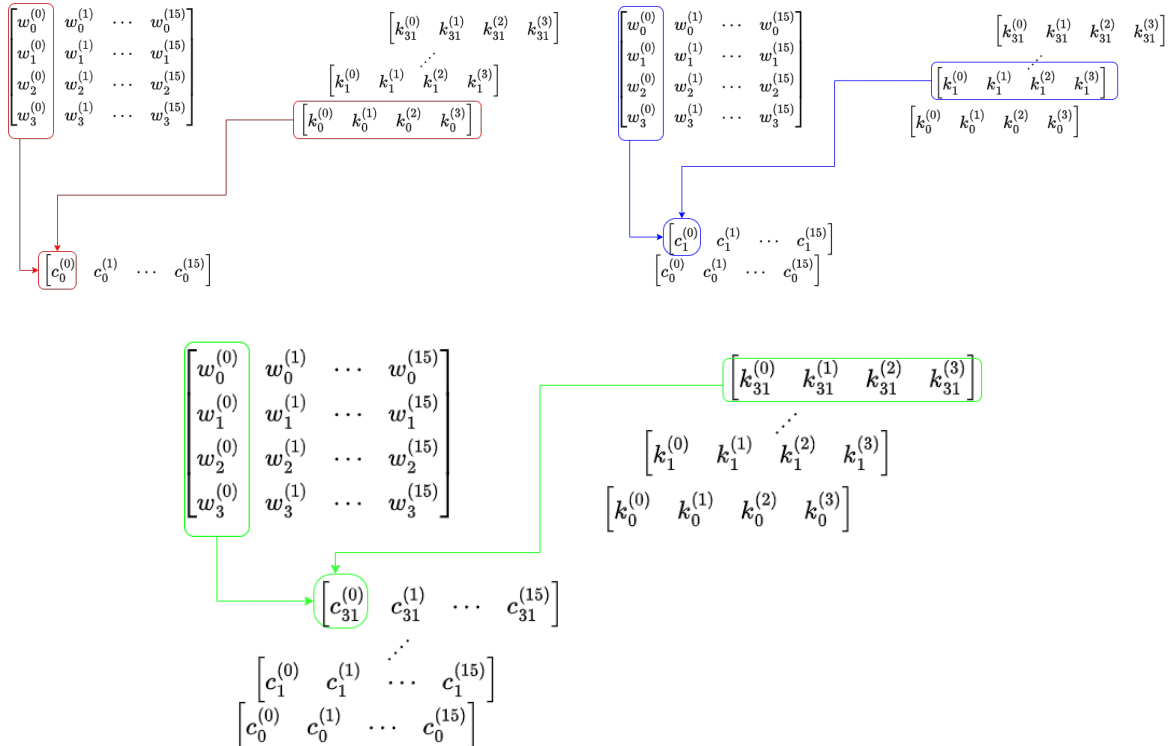 [w_0^{(0)} w_0^{(1)} ⋯ w_0^{(15)}
w_1^{(0)} w_1^{(1)} ⋯ w_1^{(15)}
w_2^{(0)} w_2^{(1)} ⋯ w_2^{(15)}
w_3^{(0)} w_3^{(1)} ⋯ w_3^{(15)}]
[k_{31}^{(0)} k_{31}^{(1)} k_{31}^{(2)} k_{31}^{(3)}]
⋰
[k_1^{(0)} k_1^{(1)} k_1^{(2)} k_1^{(3)}]
[k_0^{(0)} k_0^{(1)} k_0^{(2)} k_0^{(3)}]
[c_0^{(0)} c_0^{(1)} ⋯ c_0^{(15)}]
[w_0^{(0)} w_0^{(1)} ⋯ w_0^{(15)}
w_1^{(0)} w_1^{(1)} ⋯ w_1^{(15)}
w_2^{(0)} w_2^{(1)} ⋯ w_2^{(15)}
w_3^{(0)} w_3^{(1)} ⋯ w_3^{(15)}]
[k_{31}^{(0)} k_{31}^{(1)} k_{31}^{(2)} k_{31}^{(3)}]
⋰
[k_1^{(0)} k_1^{(1)} k_1^{(2)} k_1^{(3)}]
[k_0^{(0)} k_0^{(1)} k_0^{(2)} k_0^{(3)}]
[c_1^{(0)} c_1^{(1)} ⋯ c_1^{(15)}]
[c_0^{(0)} c_0^{(1)} ⋯ c_0^{(15)}]
[w_0^{(0)} w_0^{(1)} ⋯ w_0^{(15)}
w_1^{(0)} w_1^{(1)} ⋯ w_1^{(15)}
w_2^{(0)} w_2^{(1)} ⋯ w_2^{(15)}
w_3^{(0)} w_3^{(1)} ⋯ w_3^{(15)}]
[k_{31}^{(0)} k_{31}^{(1)} k_{31}^{(2)} k_{31}^{(3)}]
⋰
[k_1^{(0)} k_1^{(1)} k_1^{(2)} k_1^{(3)}]
[k_0^{(0)} k_0^{(1)} k_0^{(2)} k_0^{(3)}]
[c_{31}^{(0)} c_{31}^{(1)} ⋯ c_{31}^{(15)}]
⋰
[c_1^{(0)} c_1^{(1)} ⋯ c_1^{(15)}]
[c_0^{(0)} c_0^{(1)} ⋯ c_0^{(15)}]